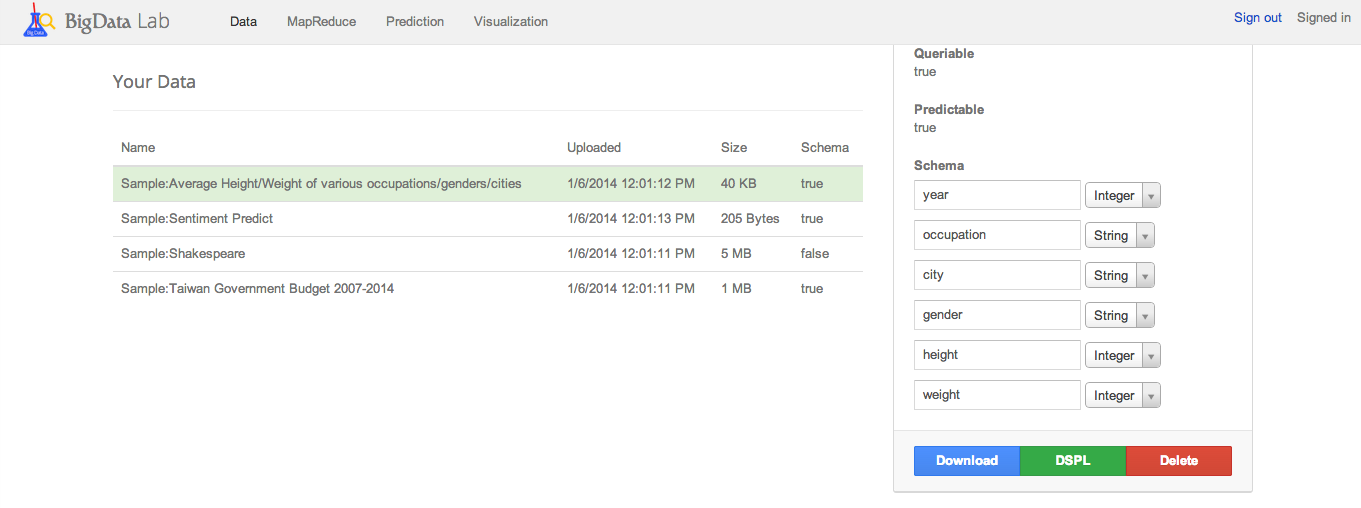 BigData Lab Data MapReduce Prediction Visualization Sign out Signed in
Big Data
Your Data
Name Uploaded Size Schema
Sample:Average Height/Weight of various occupations/genders/cities 1/6/2014 12:01:12 PM 40 KB true
Sample:Sentiment Predict 1/6/2014 12:01:13 PM 205 Bytes true
Sample:Shakespeare 1/6/2014 12:01:11 PM 5 MB false
Sample:Taiwan Government Budget 2007-2014 1/6/2014 12:01:11 PM 1 MB true
Queriable
true
Predictable
true
Schema
year Integer
occupation String
city String
gender String
height Integer
weight Integer
Download DSPL Delete